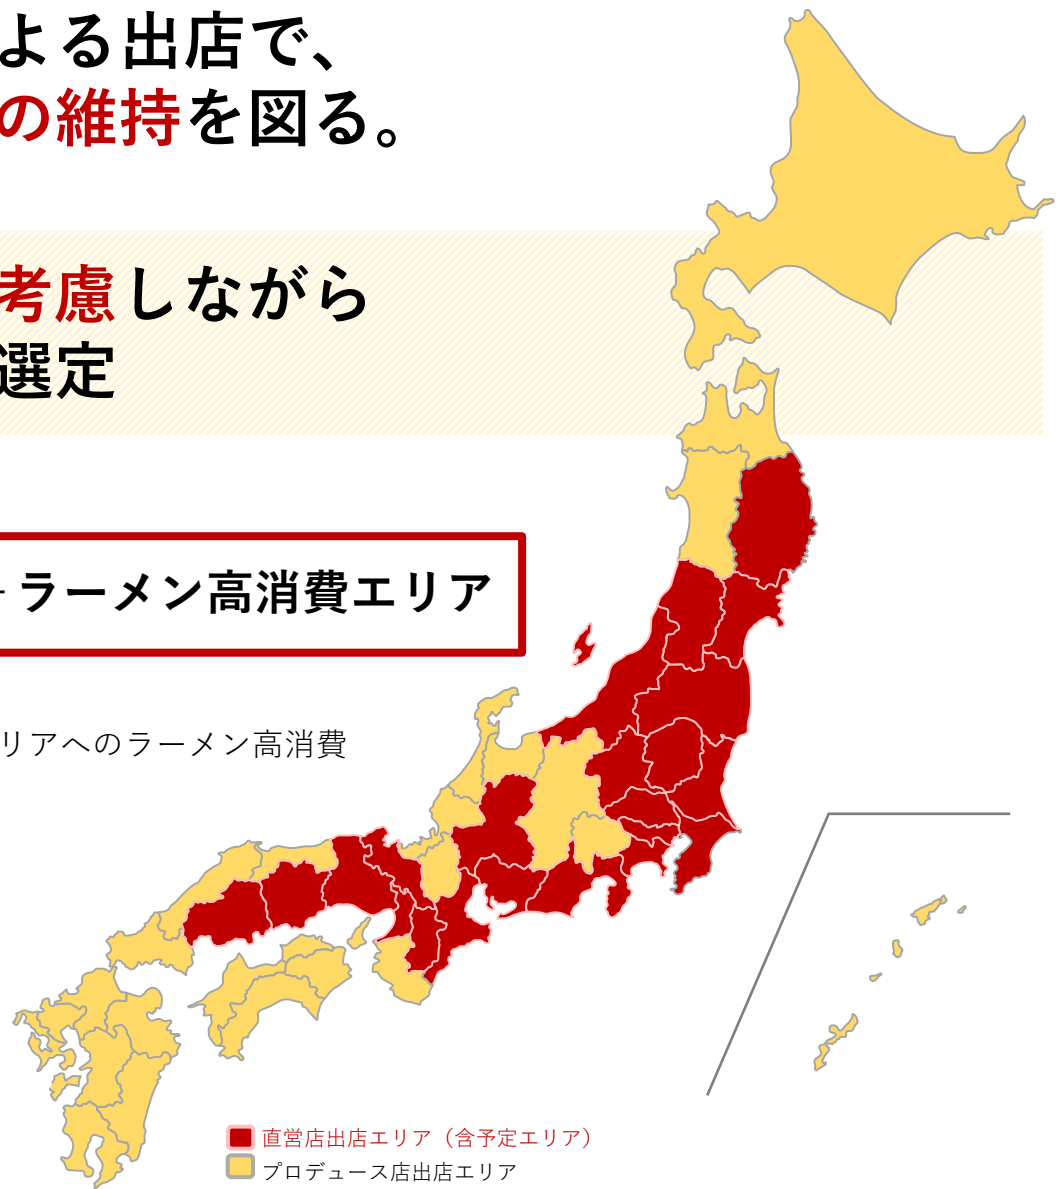 よる出店で、
の維持を図る。
考慮しながら
選定
ラーメン高消費エリア
リアへのラーメン高消費
直営店出店エリア（含予定エリア）
プロデュース店出店エリア